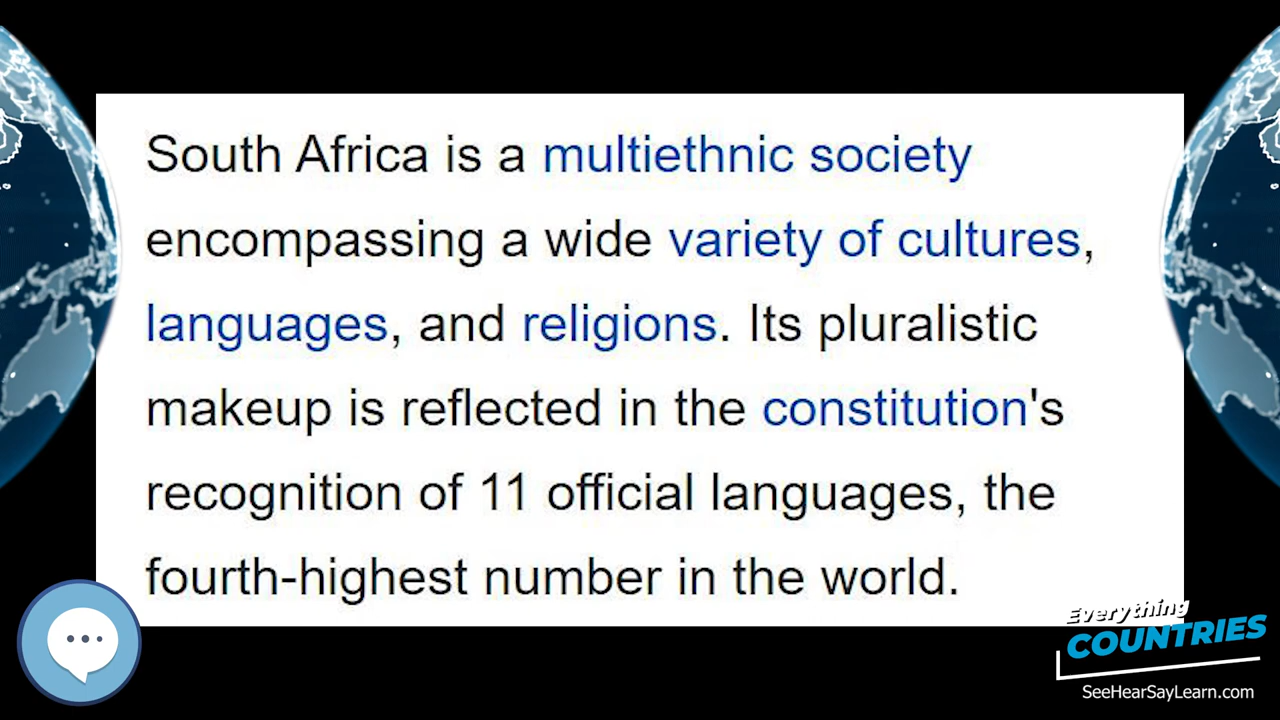 South Africa is a multiethnic society
encompassing a wide variety of cultures,
languages, and religions. Its pluralistic
makeup is reflected in the constitution's
recognition of 11 official languages, the
fourth-highest number in the world.
Everything
COUNTRIES
SeeHearSayLearn.com